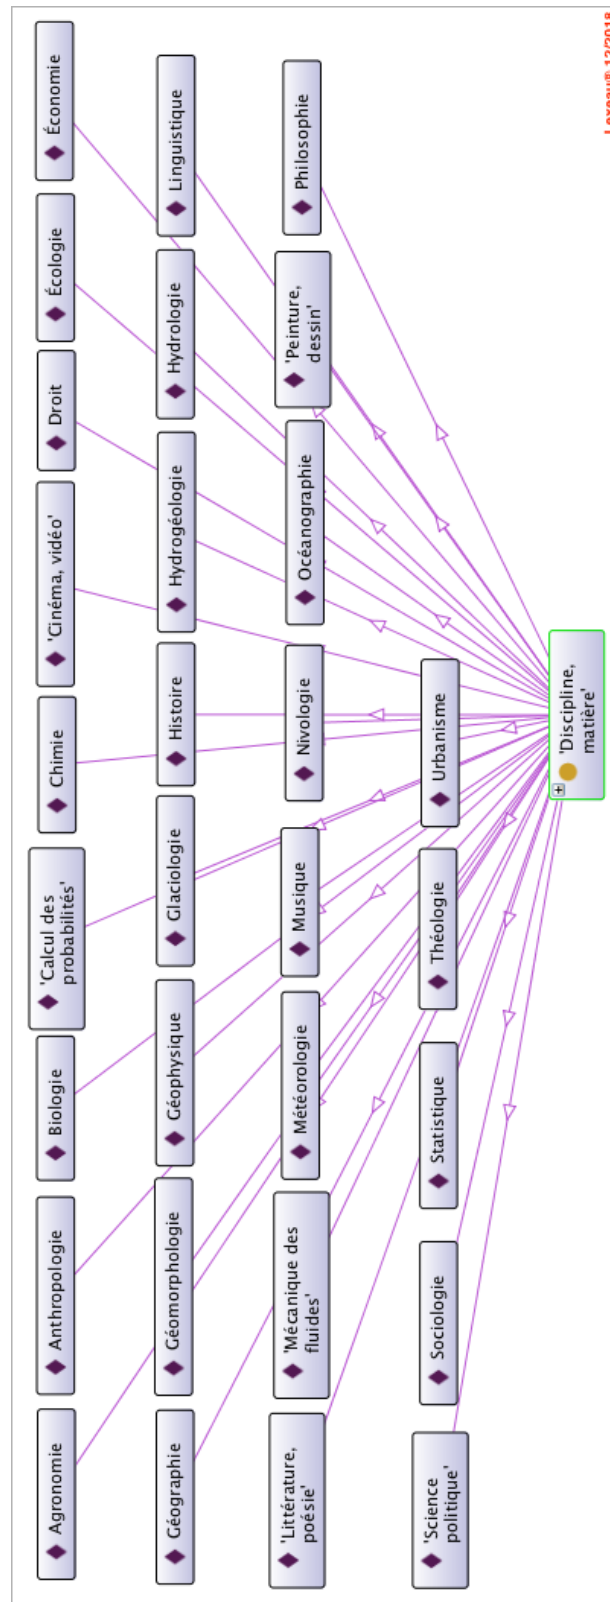 'Discipline,
matière'
Agronomie
Anthropologie
Biologie
'Calcul des
probabilités'
Chimie
'Cinéma, vidéo'
Droit
Écologie
Économie
Géographie
Géomorphologie
Géophysique
Glaciologie
Histoire
Hydrogéologie
Hydrologie
Linguistique
'Littérature,
poésie'
'Mécanique des
fluides'
Météorologie
Musique
Nivologie
Océanographie
'Peinture,
dessin'
Philosophie
'Science
politique'
Sociologie
Statistique
Théologie
Urbanisme
12/2018